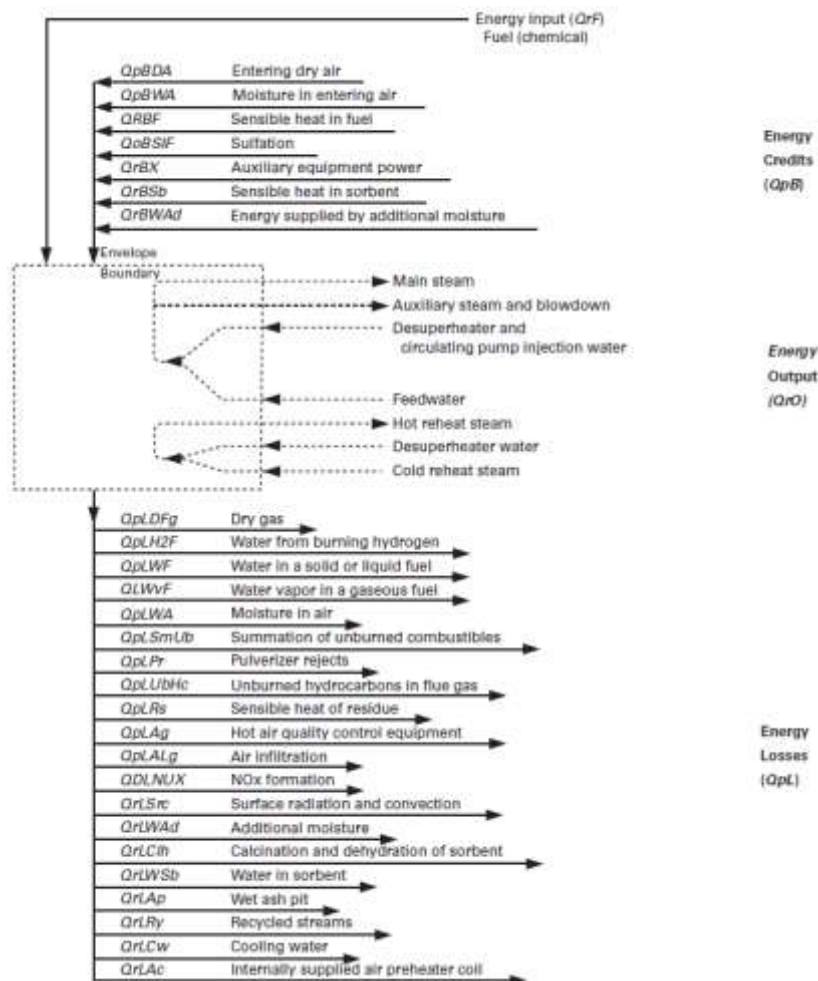 Energy input (QrF)
Fuel (chemical)
QpBDA Entering dry air
QpBWA Moisture in entering air
QRBF Sensible heat in fuel
QoBSIF Sulfation
QrBX Auxiliary equipment power
QrBSb Sensible heat in sorbent
QrBWAd Energy supplied by additional moisture
Energy
Credits
(QpB)
Envelope
Boundary
Main steam
Auxiliary steam and blowdown
Desuperheater and
circulating pump injection water
Feedwater
Hot reheat steam
Desuperheater water
Cold reheat steam
Energy
Output
(QrO)
QpLDFg Dry gas
QpLH2F Water from burning hydrogen
QpLWF Water in a solid or liquid fuel
QLWvF Water vapor in a gaseous fuel
QpLWA Moisture in air
QpLSmUb Summation of unburned combustibles
QpLPr Pulverizer rejects
QpLUbHc Unburned hydrocarbons in flue gas
QpLRs Sensible heat of residue
QpLAg Hot air quality control equipment
QpLALg Air infiltration
QDLNUX NOx formation
QrLSrc Surface radiation and convection
QrLWAd Additional moisture
QrLClh Calcination and dehydration of sorbent
QrLWSb Water in sorbent
QrLAp Wet ash pit
QrLRy Recycled streams
QrLCw Cooling water
QrLAc Internally supplied air preheater coil
Energy
Losses
(QpL)